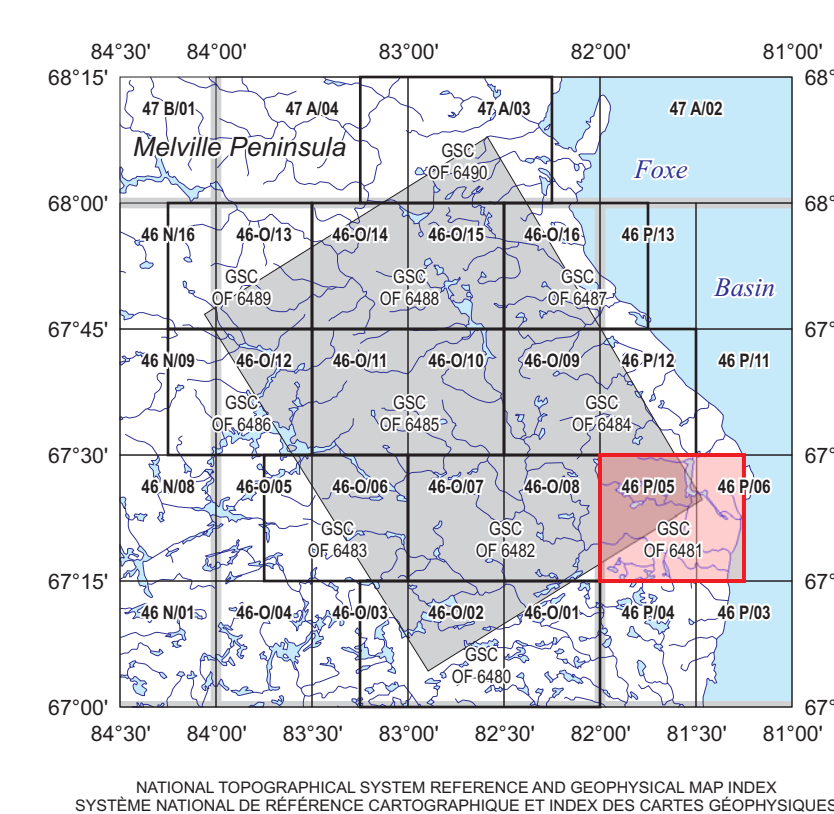 84°30' 84°00' 83°00' 82°00' 81°00'
68°15' 68°
47 B/01 47 A/04 47 A/03 47 A/02
Melville Peninsula
GSC
OF 6490
Foxe
68°00' 68°
46 N/16 46-O/13 46-O/14 46-O/15 46-O/16 46 P/13
GSC GSC GSC
OF 6489 OF 6488 OF 6487
Basin
67°45' 67°
46 N/09 46-O/12 46-O/11 46-O/10 46-O/09 46 P/12 46 P/11
GSC GSC GSC
OF 6486 OF 6485 OF 6484
67°30' 67°
46 N/08 46-O/05 46-O/06 46-O/07 46-O/08 46 P/05 46 P/06
GSC GSC GSC
OF 6483 OF 6482 OF 6481
67°15' 67°
46 N/01 46-O/04 46-O/03 46-O/02 46-O/01 46 P/04 46 P/03
GSC
OF 6480
67°00' 67°
84°30' 84°00' 83°30' 83°00' 82°30' 82°00' 81°30' 81°00'
NATIONAL TOPOGRAPHICAL SYSTEM REFERENCE AND GEOPHYSICAL MAP INDEX
SYSTÈME NATIONAL DE RÉFÉRENCE CARTOGRAPHIQUE ET INDEX DES CARTES GÉOPHYSIQUES